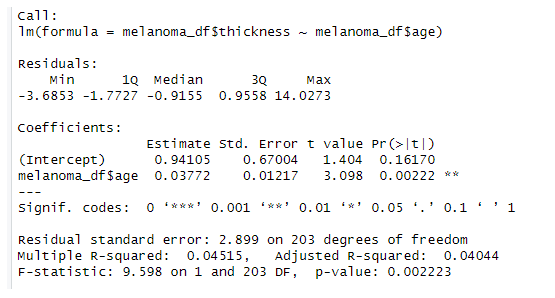 Call:
lm(formula = melanoma_df$thickness ~ melanoma_df$age)
Residuals:
Min 1Q Median 3Q Max
-3.6853 -1.7727 -0.9155 0.9558 14.0273
Coefficients:
Estimate Std. Error t value Pr(>|t|)
(Intercept) 0.94105 0.67004 1.404 0.16170
melanoma_df$age 0.03772 0.01217 3.098 0.00222 **
---
Signif. codes: 0 ‘***’ 0.001 ‘**’ 0.01 ‘*’ 0.05 ‘.’ 0.1 ‘ ’ 1
Residual standard error: 2.899 on 203 degrees of freedom
Multiple R-squared: 0.04515, Adjusted R-squared: 0.04044
F-statistic: 9.598 on 1 and 203 DF, p-value: 0.002223